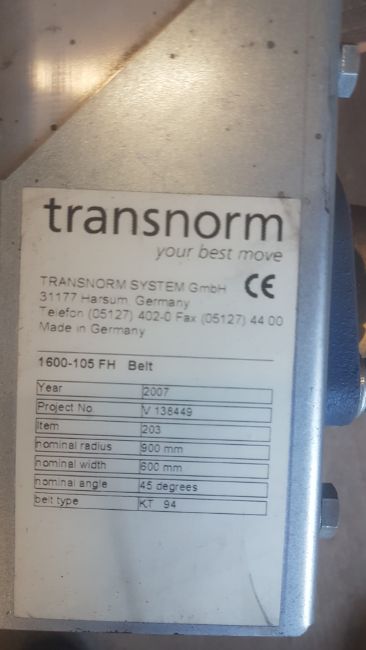 transnorm
your best move
TRANSNORM SYSTEM GmbH CE
31177 Harsum, Germany
Telefon (05127) 402-0 Fax (05127) 44 00
Made in Germany
1600-105 FH Belt
Year 2007
Project No. V 138449
Item 203
nominal radius 900 mm
nominal width 600 mm
nominal angle 45 degrees
belt type KT 94